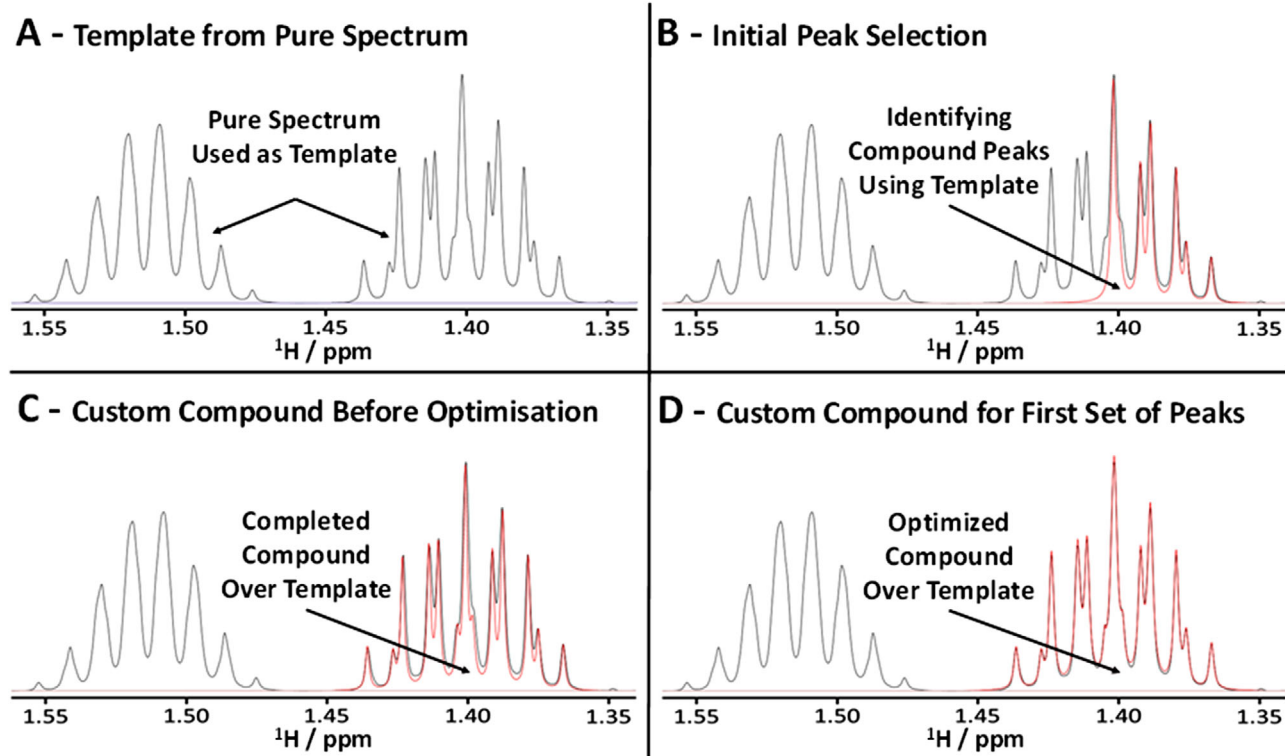 A - Template from Pure Spectrum
Pure Spectrum
Used as Template
1.55 1.50 1.45 1.40 1.35
¹H / ppm
B - Initial Peak Selection
Identifying
Compound Peaks
Using Template
1.55 1.50 1.45 1.40 1.35
¹H / ppm
C - Custom Compound Before Optimisation
Completed
Compound
Over Template
1.55 1.50 1.45 1.40 1.35
¹H / ppm
D - Custom Compound for First Set of Peaks
Optimized
Compound
Over Template
1.55 1.50 1.45 1.40 1.35
¹H / ppm